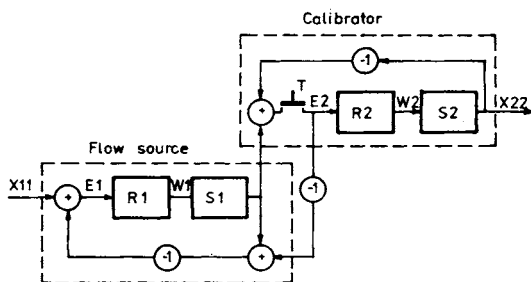 Calibrator
-1
T
+ E2 R2 W2 S2 X22
Flow source
-1
X11 + E1 R1 W1 S1
-1 +